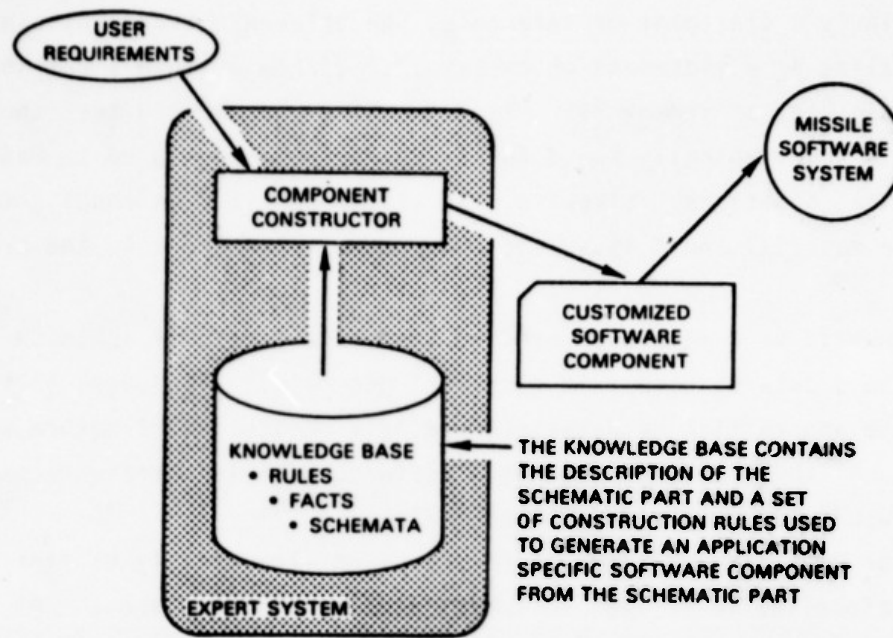 USER
REQUIREMENTS
COMPONENT
CONSTRUCTOR
MISSILE
SOFTWARE
SYSTEM
CUSTOMIZED
SOFTWARE
COMPONENT
KNOWLEDGE BASE
• RULES
• FACTS
• SCHEMATA
THE KNOWLEDGE BASE CONTAINS
THE DESCRIPTION OF THE
SCHEMATIC PART AND A SET
OF CONSTRUCTION RULES USED
TO GENERATE AN APPLICATION
SPECIFIC SOFTWARE COMPONENT
FROM THE SCHEMATIC PART
EXPERT SYSTEM